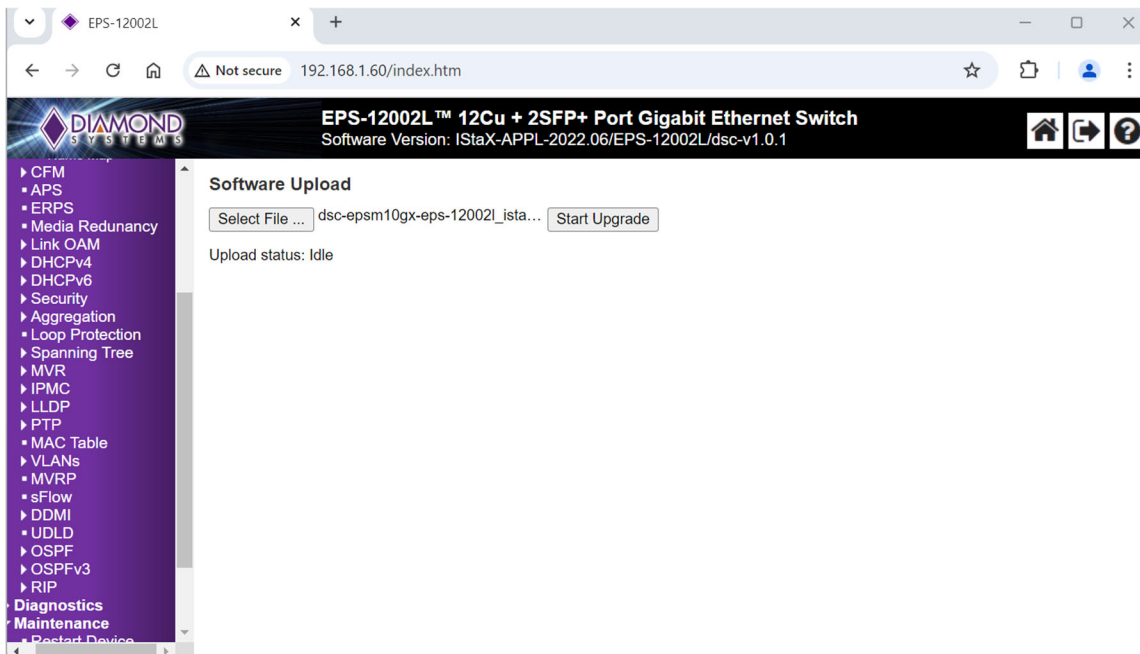 EPS-12002L
Not secure 192.168.1.60/index.htm
DIAMOND
SYSTEMS
EPS-12002L™ 12Cu + 2SFP+ Port Gigabit Ethernet Switch
Software Version: IStaX-APPL-2022.06/EPS-12002L/dsc-v1.0.1
CFM
APS
ERPS
Media Redunancy
Link OAM
DHCPv4
DHCPv6
Security
Aggregation
Loop Protection
Spanning Tree
MVR
IPMC
LLDP
PTP
MAC Table
VLANs
MVRP
sFlow
DDMI
UDLD
OSPF
OSPFv3
RIP
Diagnostics
Maintenance
Restart Device
Software Upload
Select File ... dsc-epsm10gx-eps-12002l_ista… Start Upgrade
Upload status: Idle